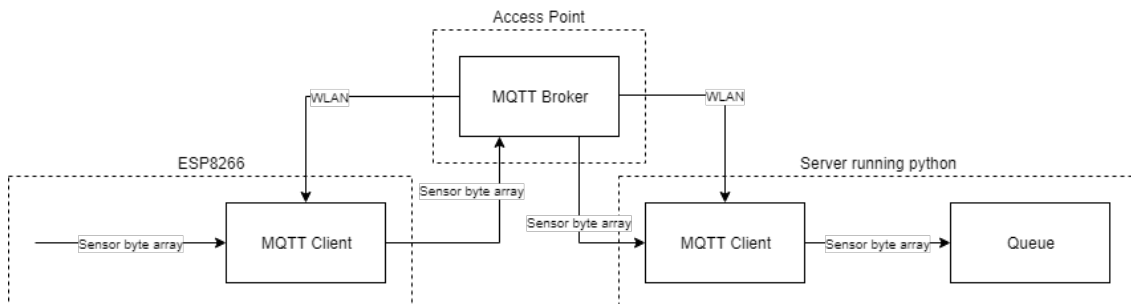 Access Point
MQTT Broker
WLAN
WLAN
ESP8266
Server running python
Sensor byte array
Sensor byte array
Sensor byte array
MQTT Client
MQTT Client
Sensor byte array
Queue